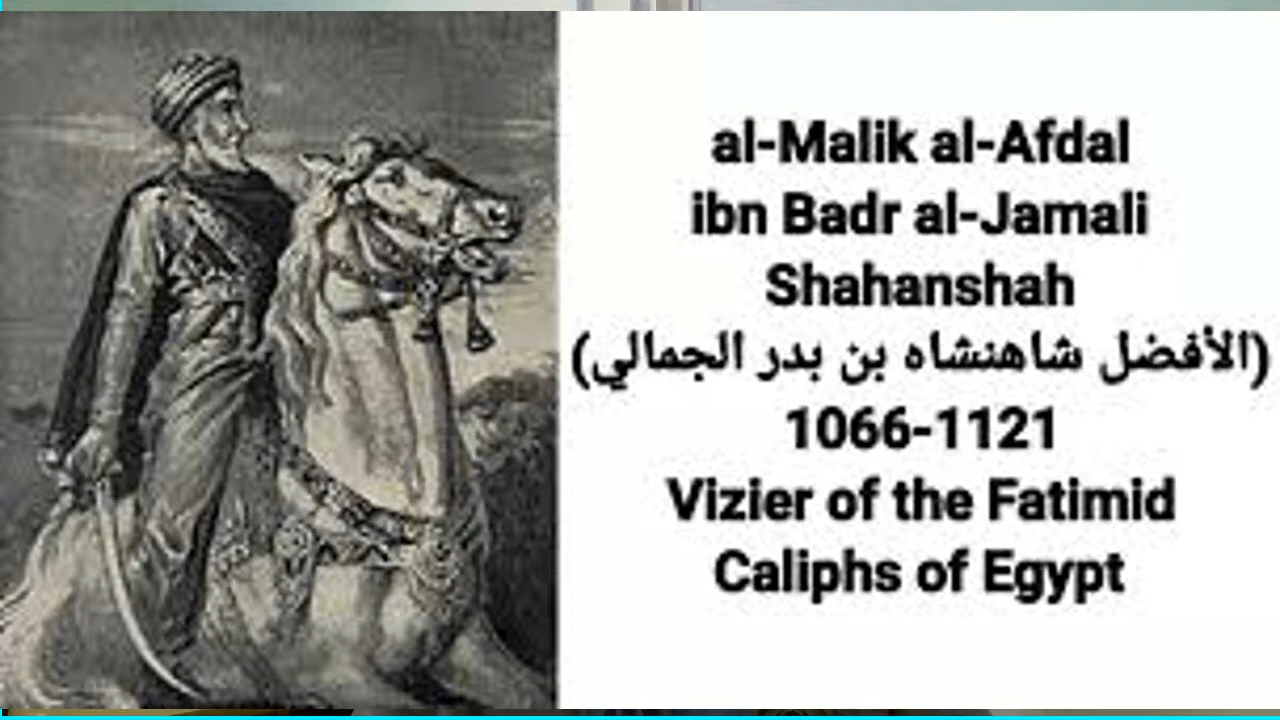 al-Malik al-Afdal
ibn Badr al-Jamali
Shahanshah
(الأفضل شاهنشاه بن بدر الجمالي)
1066-1121
Vizier of the Fatimid
Caliphs of Egypt